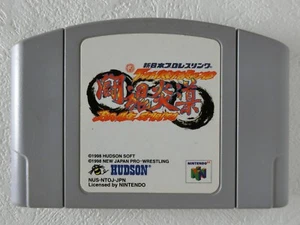 新日本プロレスリング
闘魂炎導
©1998 HUDSON SOFT
©1998 NEW JAPAN PRO-WRESTLING
HUDSON
NUS-NTOJ-JPN
Licensed by NINTENDO
NINTENDO 64